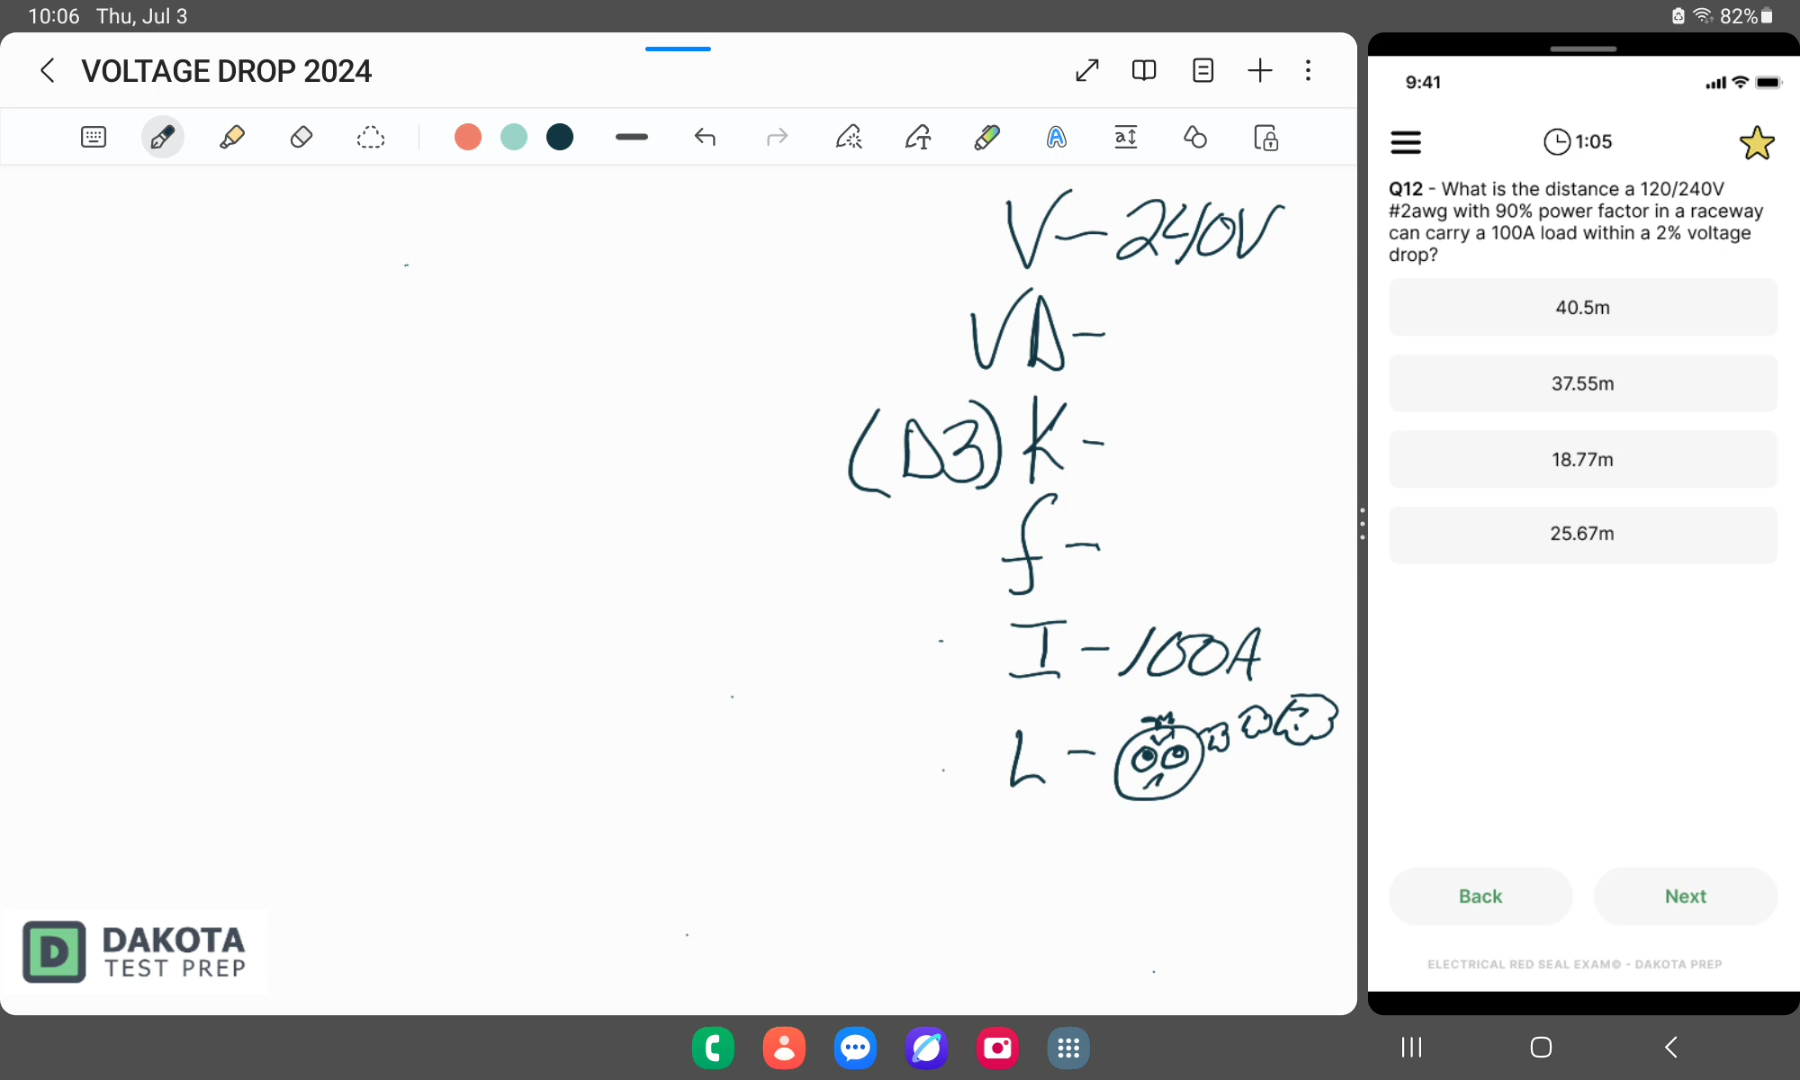 10:06 Thu, Jul 3
82%
VOLTAGE DROP 2024
V - 240V
VD -
(D3) K -
f -
I - 100A
L -
?
DAKOTA
TEST PREP
9:41
1:05
Q12 - What is the distance a 120/240V
#2awg with 90% power factor in a raceway
can carry a 100A load within a 2% voltage
drop?
40.5m
37.55m
18.77m
25.67m
Back
Next
ELECTRICAL RED SEAL EXAM© - DAKOTA PREP